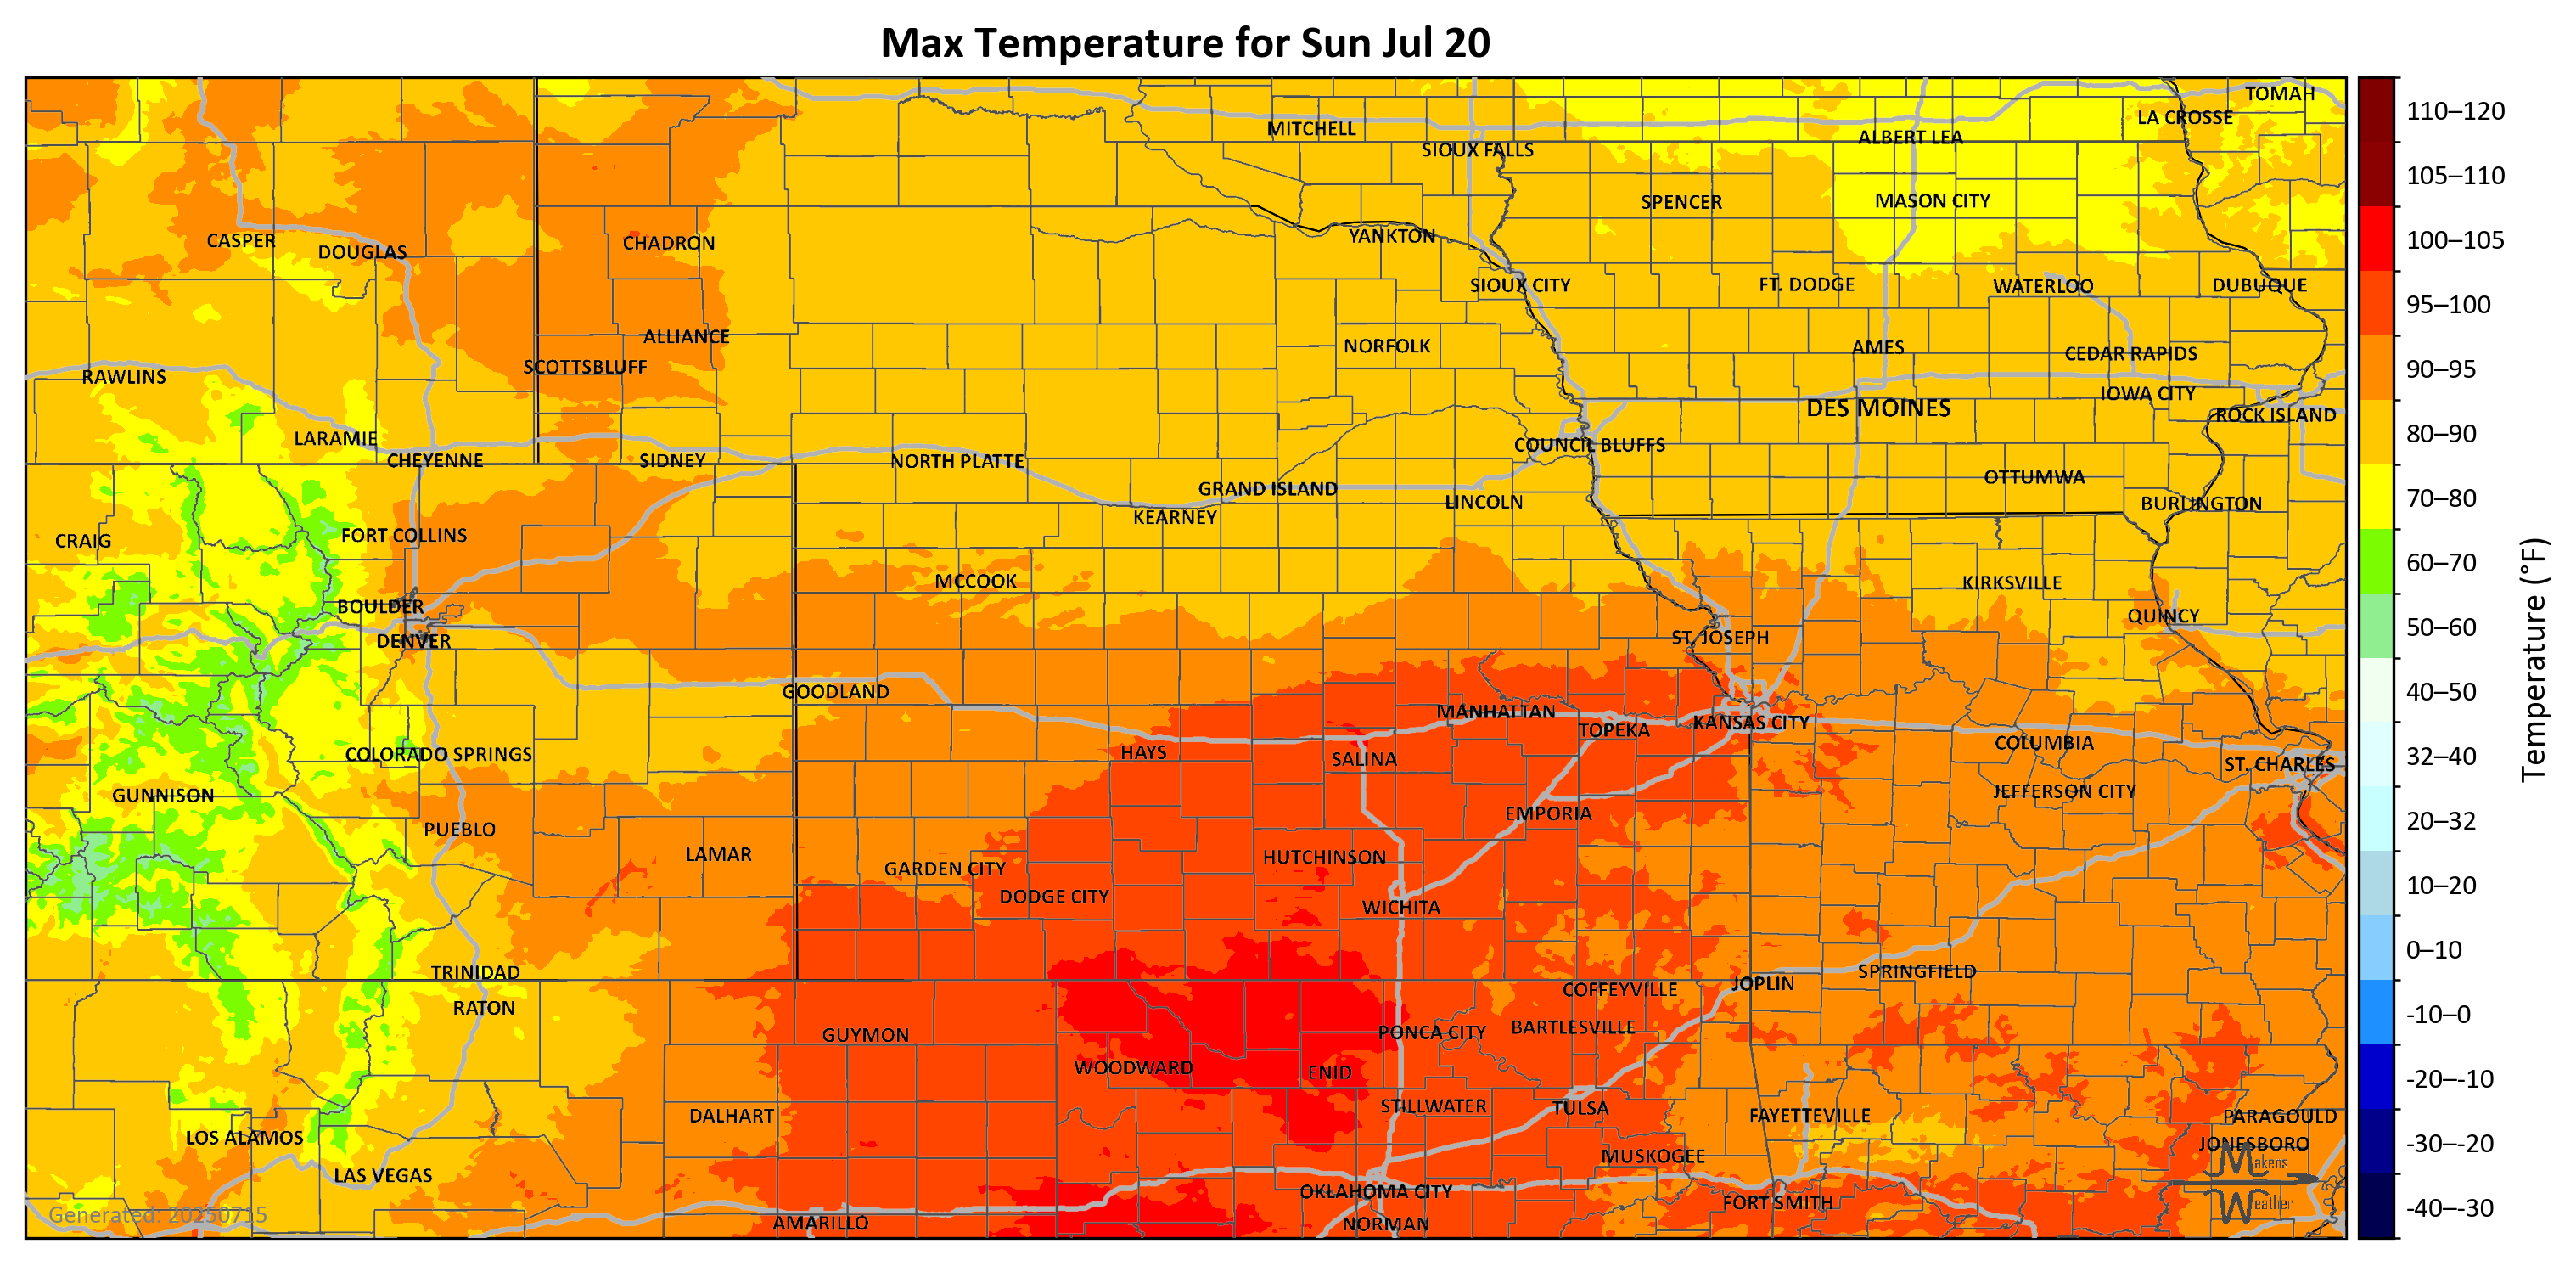 Max Temperature for Sun Jul 20
TOMAH
LA CROSSE
MITCHELL
ALBERT LEA
SIOUX FALLS
SPENCER
MASON CITY
CASPER
DOUGLAS
CHADRON
YANKTON
SIOUX CITY
FT. DODGE
WATERLOO
DUBUQUE
ALLIANCE
NORFOLK
AMES
CEDAR RAPIDS
SCOTTSBLUFF
RAWLINS
IOWA CITY
DES MOINES
ROCK ISLAND
LARAMIE
COUNCIL BLUFFS
CHEYENNE
SIDNEY
NORTH PLATTE
OTTUMWA
GRAND ISLAND
LINCOLN
BURLINGTON
KEARNEY
FORT COLLINS
CRAIG
MCCOOK
KIRKSVILLE
BOULDER
QUINCY
DENVER
ST. JOSEPH
GOODLAND
MANHATTAN
TOPEKA
KANSAS CITY
COLUMBIA
COLORADO SPRINGS
HAYS
SALINA
ST. CHARLES
GUNNISON
JEFFERSON CITY
EMPORIA
PUEBLO
LAMAR
HUTCHINSON
GARDEN CITY
DODGE CITY
WICHITA
TRINIDAD
SPRINGFIELD
JOPLIN
COFFEYVILLE
RATON
GUYMON
PONCA CITY
BARTLESVILLE
WOODWARD
ENID
STILLWATER
TULSA
DALHART
FAYETTEVILLE
PARAGOULD
LOS ALAMOS
JONESBORO
MUSKOGEE
LAS VEGAS
OKLAHOMA CITY
FORT SMITH
AMARILLO
NORMAN
Makens
Weather
Generated: 20250715
110–120
105–110
100–105
95–100
90–95
80–90
70–80
60–70
50–60
40–50
32–40
20–32
10–20
0–10
-10–0
-20–-10
-30–-20
-40–-30
Temperature (°F)